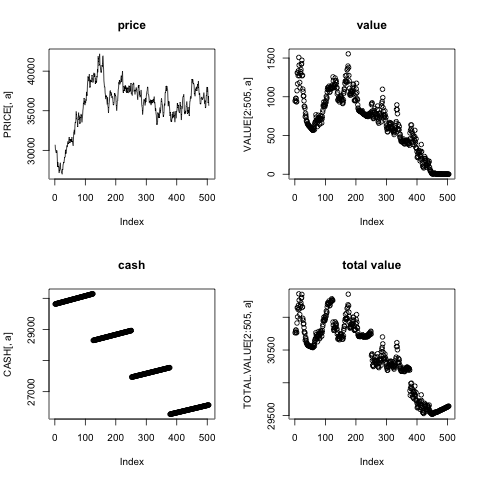 price
PRICE[, a]
30000 35000 40000
0 100 200 300 400 500
Index
value
VALUE[2:505, a]
0 500 1000 1500
0 100 200 300 400 500
Index
cash
CASH[, a]
27000 29000
0 100 200 300 400 500
Index
total value
TOTAL.VALUE[2:505, a]
29500 30500
0 100 200 300 400 500
Index